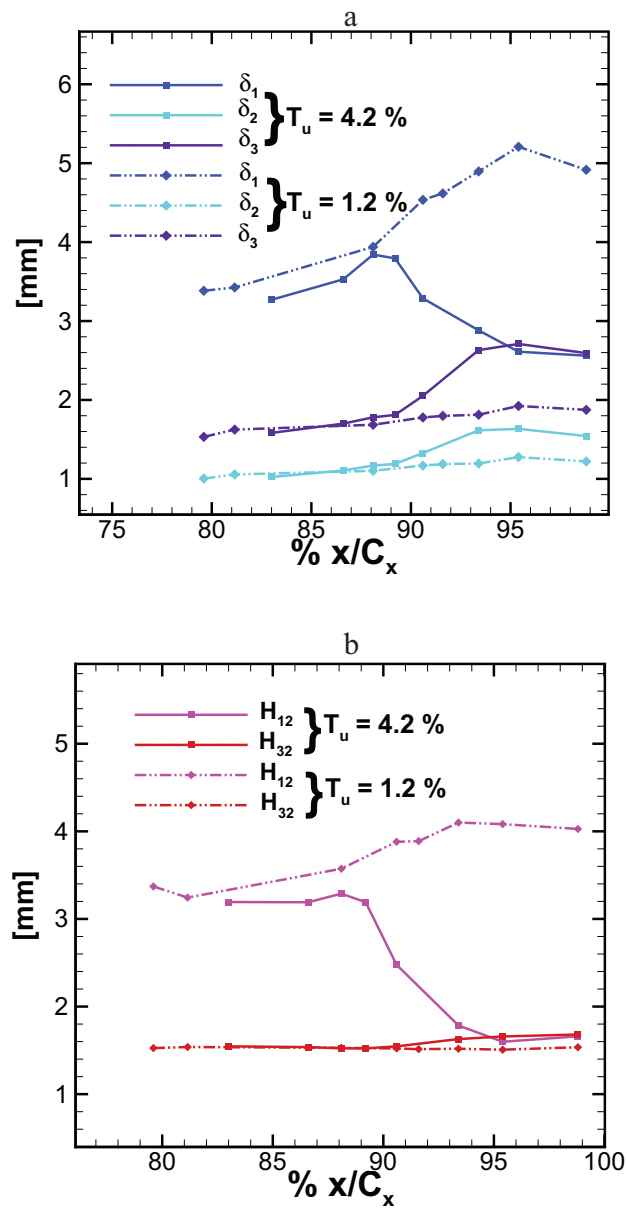 a
6
5
4
3
2
1
[mm]
δ1
δ2
δ3
} Tu = 4.2 %
δ1
δ2
δ3
} Tu = 1.2 %
75 80 85 90 95
% x/Cx
b
5
4
3
2
1
[mm]
H12
H32
} Tu = 4.2 %
H12
H32
} Tu = 1.2 %
80 85 90 95 100
% x/Cx